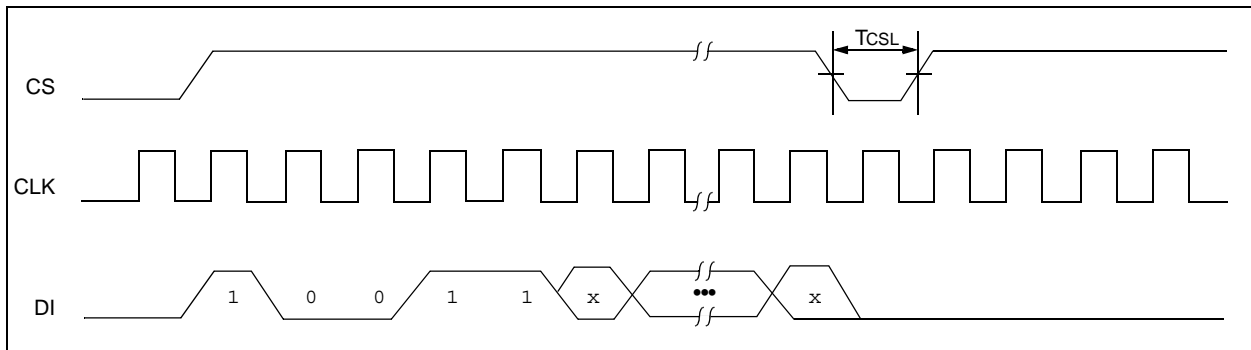 TCSL
CS
CLK
DI
1 0 0 1 1 x ••• x